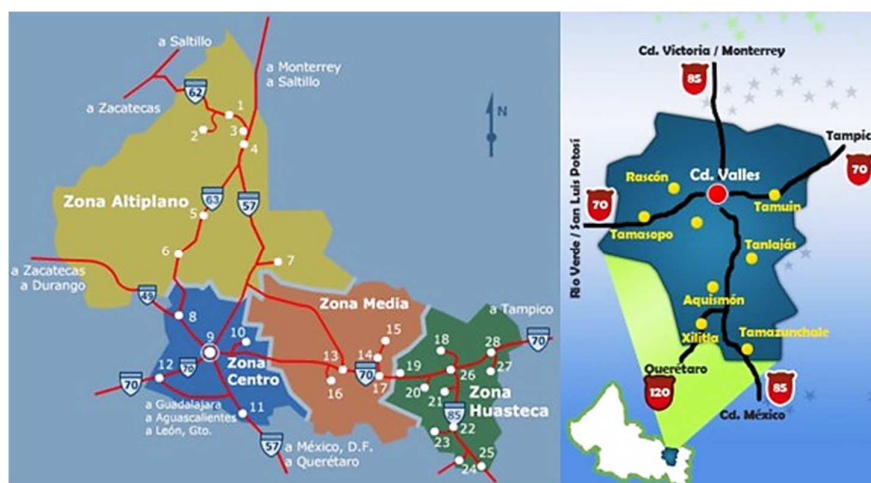 a Saltillo
a Monterrey
a Saltillo
62
a Zacatecas
1
2
3
4
N
Zona Altiplano
63
57
5
6
7
a Zacatecas
a Durango
49
Zona Media
a Tampico
8
9
10
15
18
28
70
13
14
19
26
27
12
70
Zona
Centro
16
70
17
20
21
Zona
Huasteca
70
a Guadalajara
a Aguascalientes
a León, Gto.
11
85
22
57
a México, D.F.
a Querétaro
23
24
25
Cd. Victoria / Monterrey
85
Tampic
Rascón
Cd. Valles
70
70
Tamuin
Tamasopo
Rio Verde / San Luis Potosí
Tanlajás
Aquismón
Xilitla
Tamazunchale
Querétaro
120
85
Cd. México